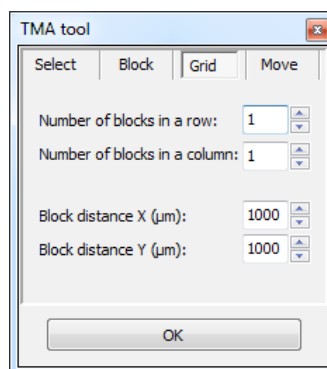 TMA tool
Select Block Grid Move
Number of blocks in a row: 1
Number of blocks in a column: 1
Block distance X (µm): 1000
Block distance Y (µm): 1000
OK